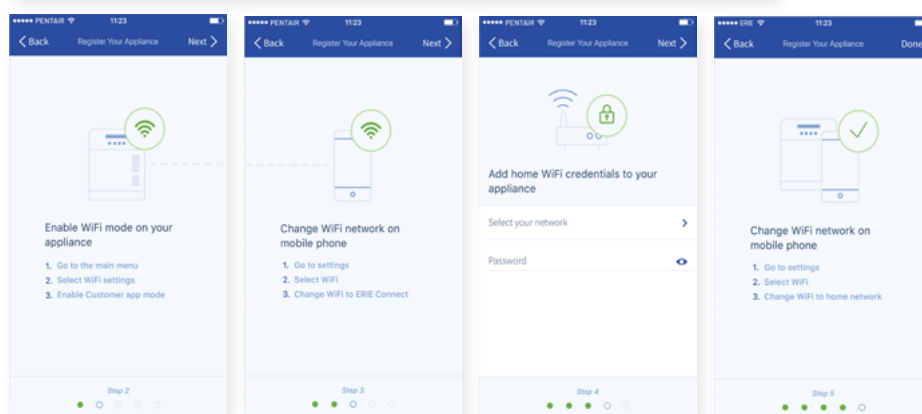 PENTAIR 11:23
Back Register Your Appliance Next
Enable WiFi mode on your
appliance
1. Go to the main menu
2. Select WiFi settings
3. Enable Customer app mode
Step 2
PENTAIR 11:23
Back Register Your Appliance Next
Change WiFi network on
mobile phone
1. Go to settings
2. Select WiFi
3. Change WiFi to ERIE Connect
Step 3
PENTAIR 11:23
Back Register Your Appliance Next
Add home WiFi credentials to your
appliance
Select your network
Password
Step 4
ERIE 11:23
Back Register Your Appliance Done
Change WiFi network on
mobile phone
1. Go to settings
2. Select WiFi
3. Change WiFi to home network
Step 5